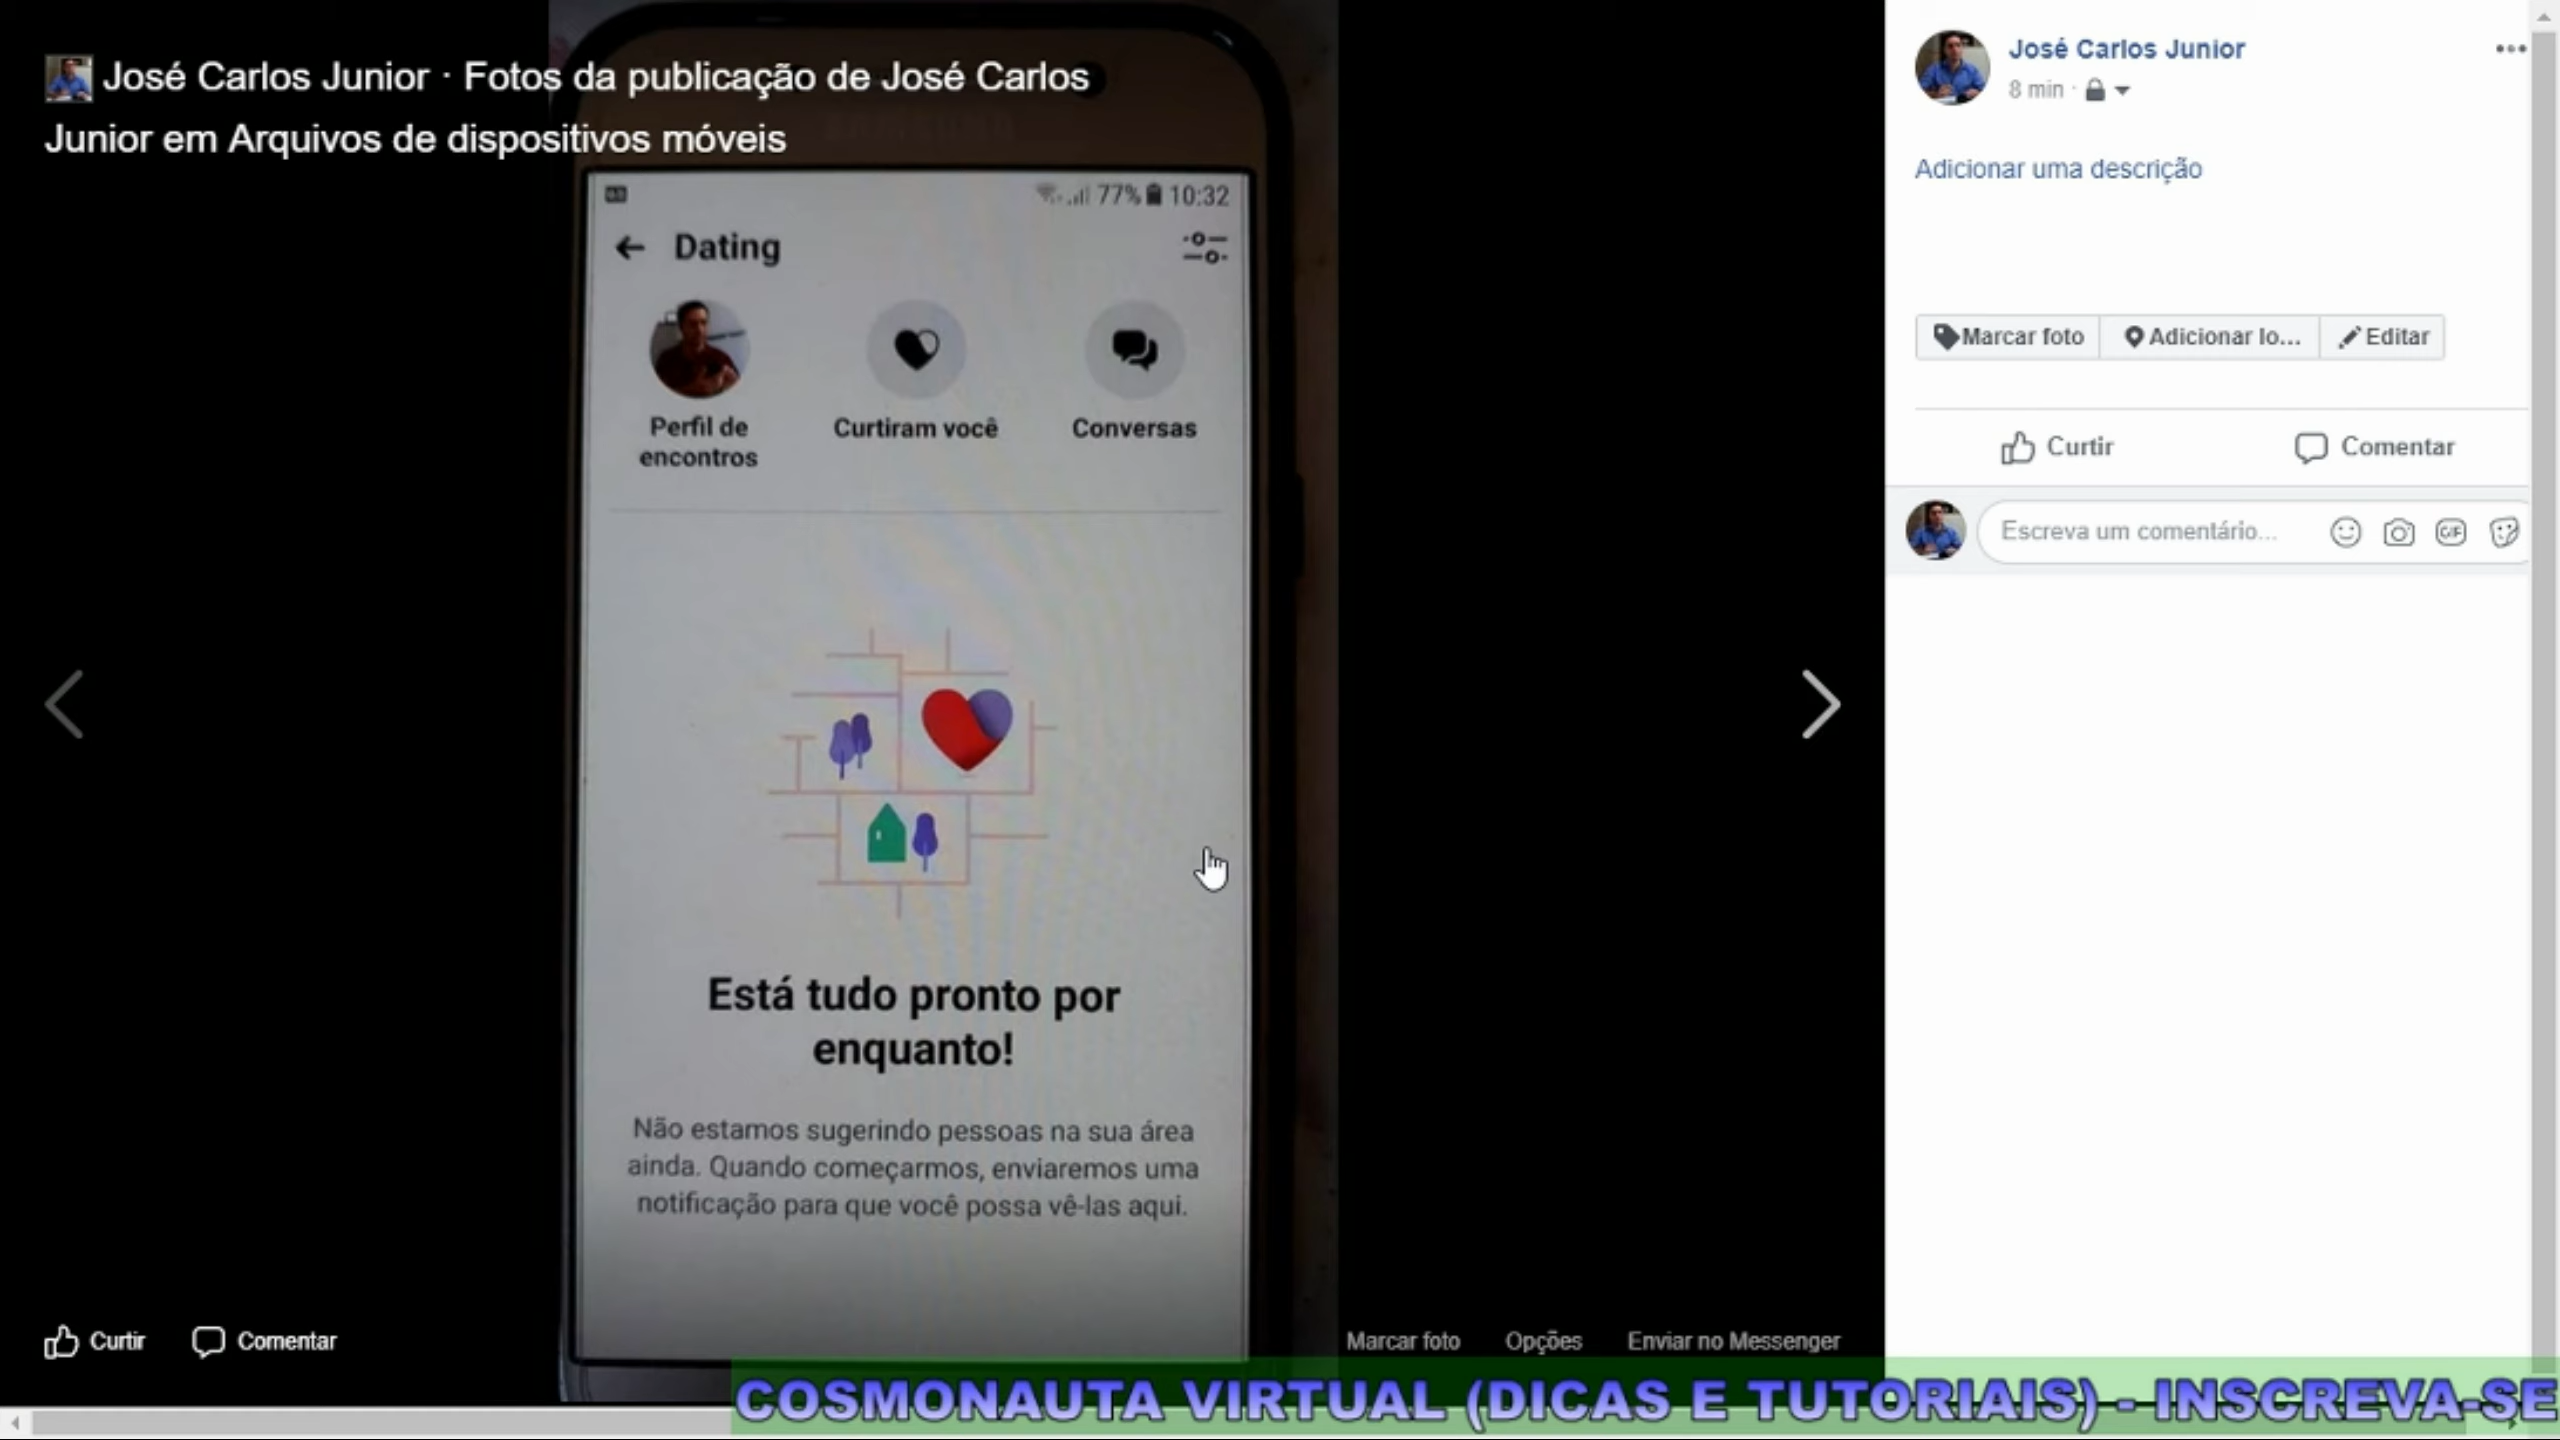 José Carlos Junior · Fotos da publicação de José Carlos
Junior em Arquivos de dispositivos móveis
77% 10:32
Dating
Perfil de
encontros
Curtiram você
Conversas
Está tudo pronto por
enquanto!
Não estamos sugerindo pessoas na sua área
ainda. Quando começarmos, enviaremos uma
notificação para que você possa vê-las aqui.
Curtir
Comentar
Marcar foto
Opções
Enviar no Messenger
José Carlos Junior
8 min ·
Adicionar uma descrição
Marcar foto
Adicionar lo...
Editar
Curtir
Comentar
Escreva um comentário...
GIF
COSMONAUTA VIRTUAL (DICAS E TUTORIAIS) - INSCREVA-SE